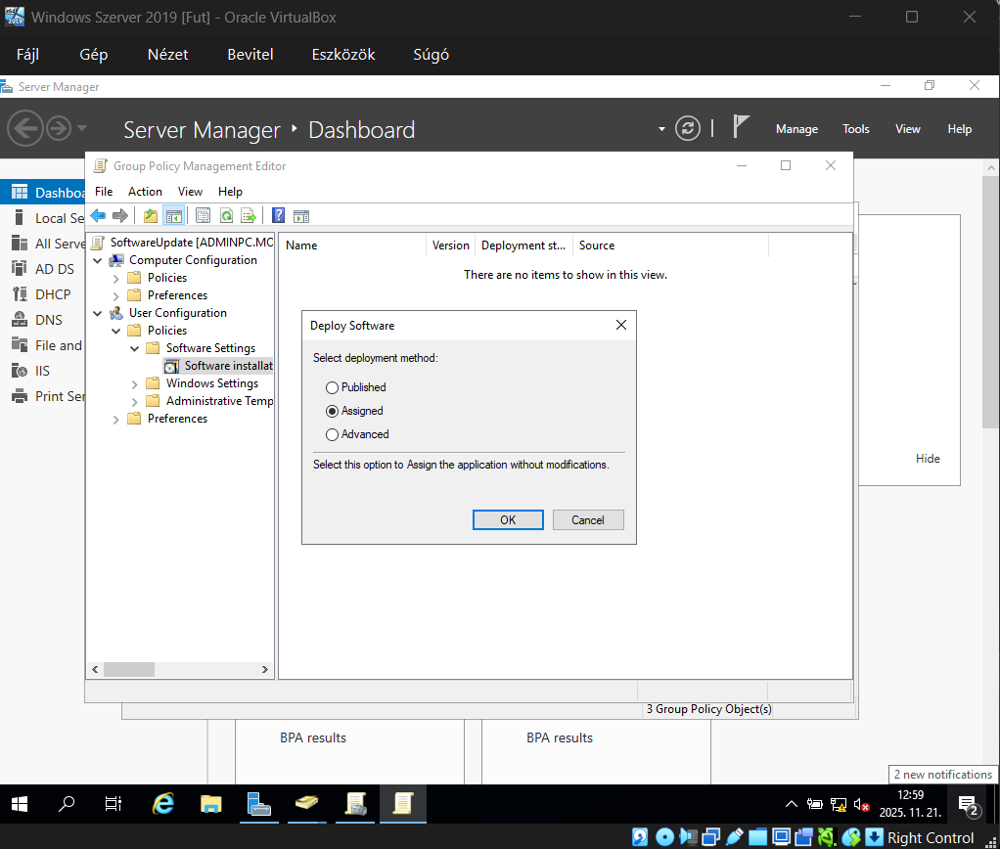 Windows Szerver 2019 [Fut] - Oracle VirtualBox
Fájl Gép Nézet Bevitel Eszközök Súgó
Server Manager
Server Manager Dashboard
Manage Tools View Help
Group Policy Management Editor
File Action View Help
Dashboa
Local Se
All Serve
AD DS
DHCP
DNS
File and
IIS
Print Ser
SoftwareUpdate [ADMINPC.MO
Computer Configuration
Policies
Preferences
User Configuration
Policies
Software Settings
Software installat
Windows Settings
Administrative Temp
Preferences
Name Version Deployment st... Source
There are no items to show in this view.
Deploy Software
Select deployment method:
Published
Assigned
Advanced
Select this option to Assign the application without modifications.
OK Cancel
Hide
3 Group Policy Object(s)
BPA results BPA results
2 new notifications
12:59
2025. 11. 21.
2
Right Control